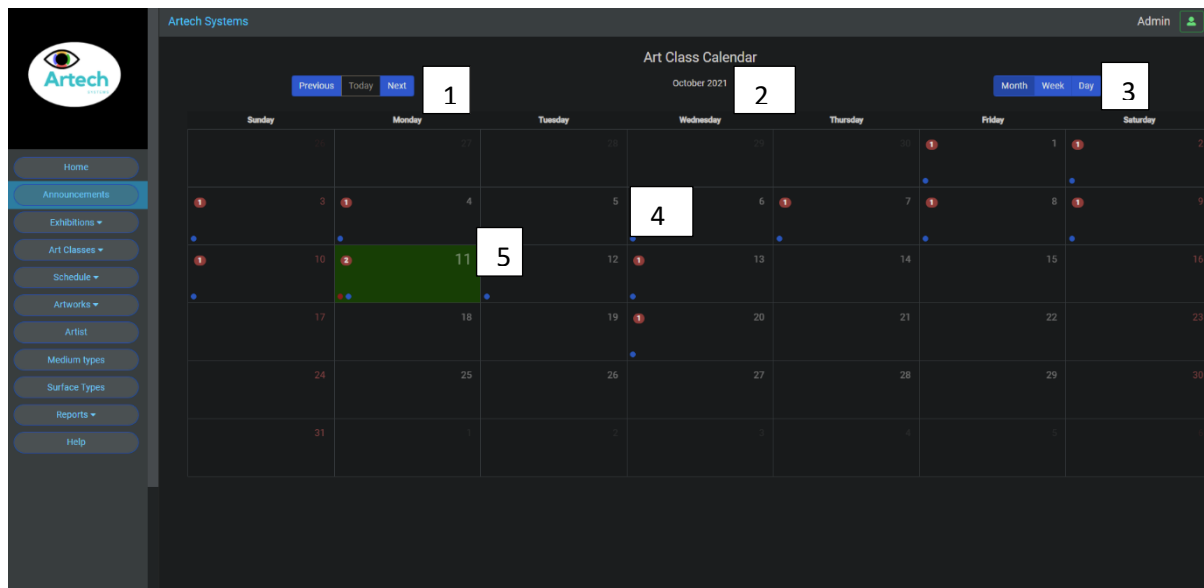 Artech Systems
Admin
Artech
SYSTEMS
Art Class Calendar
Previous Today Next
1
October 2021
2
Month Week Day
3
Sunday Monday Tuesday Wednesday Thursday Friday Saturday
Home
Announcements
Exhibitions
Art Classes
Schedule
Artworks
Artist
Medium types
Surface Types
Reports
Help
27 28 29 30 1 1 1 2
1 3 1 4 5 4 6 1 7 1 8 1 9
1 10 2 11 5 12 1 13 14 15 16
17 18 19 1 20 21 22 23
24 25 26 27 28 29 30
31 1 2 3 4 5